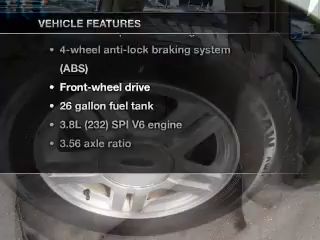 VEHICLE FEATURES
• 4-wheel anti-lock braking system
(ABS)
• Front-wheel drive
• 26 gallon fuel tank
• 3.8L (232) SPI V6 engine
• 3.56 axle ratio